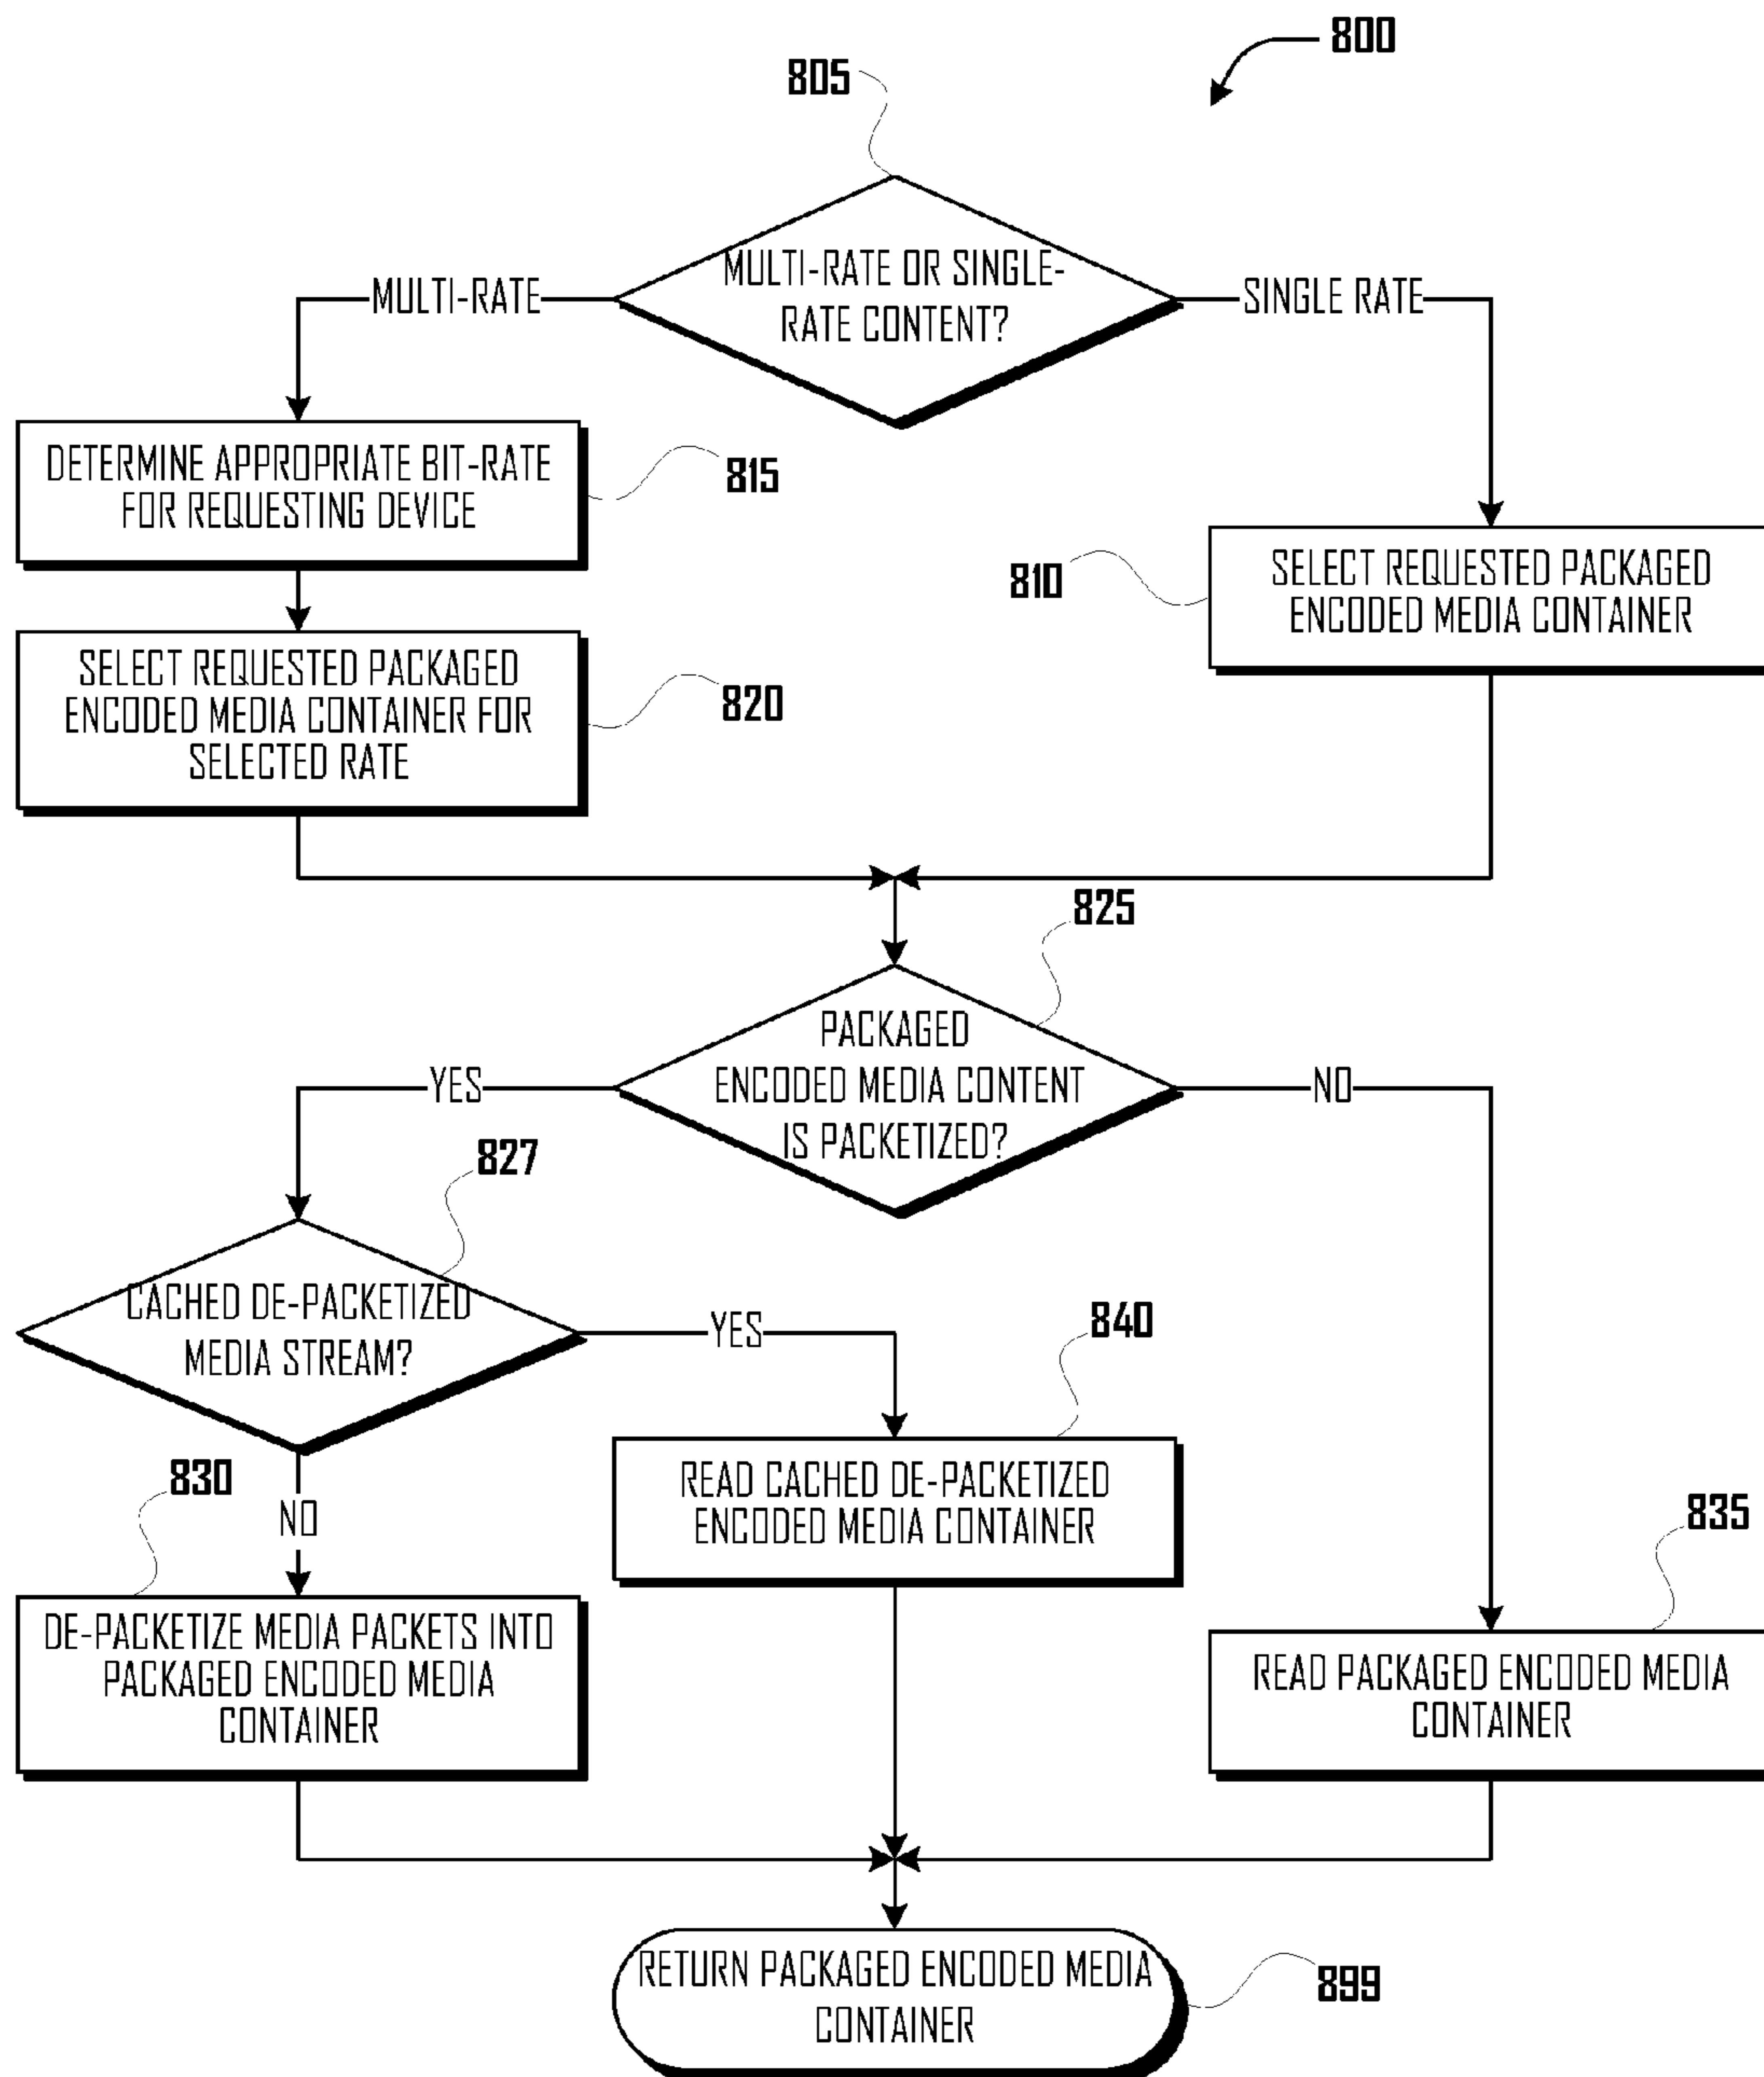 800
805
MULTI-RATE OR SINGLE-
RATE CONTENT?
MULTI-RATE
SINGLE RATE
DETERMINE APPROPRIATE BIT-RATE
FOR REQUESTING DEVICE
815
SELECT REQUESTED PACKAGED
ENCODED MEDIA CONTAINER
810
SELECT REQUESTED PACKAGED
ENCODED MEDIA CONTAINER FOR
SELECTED RATE
820
825
PACKAGED
ENCODED MEDIA CONTENT
IS PACKETIZED?
YES
NO
827
CACHED DE-PACKETIZED
MEDIA STREAM?
YES
840
830
NO
READ CACHED DE-PACKETIZED
ENCODED MEDIA CONTAINER
835
DE-PACKETIZE MEDIA PACKETS INTO
PACKAGED ENCODED MEDIA
CONTAINER
READ PACKAGED ENCODED MEDIA
CONTAINER
RETURN PACKAGED ENCODED MEDIA
CONTAINER
899